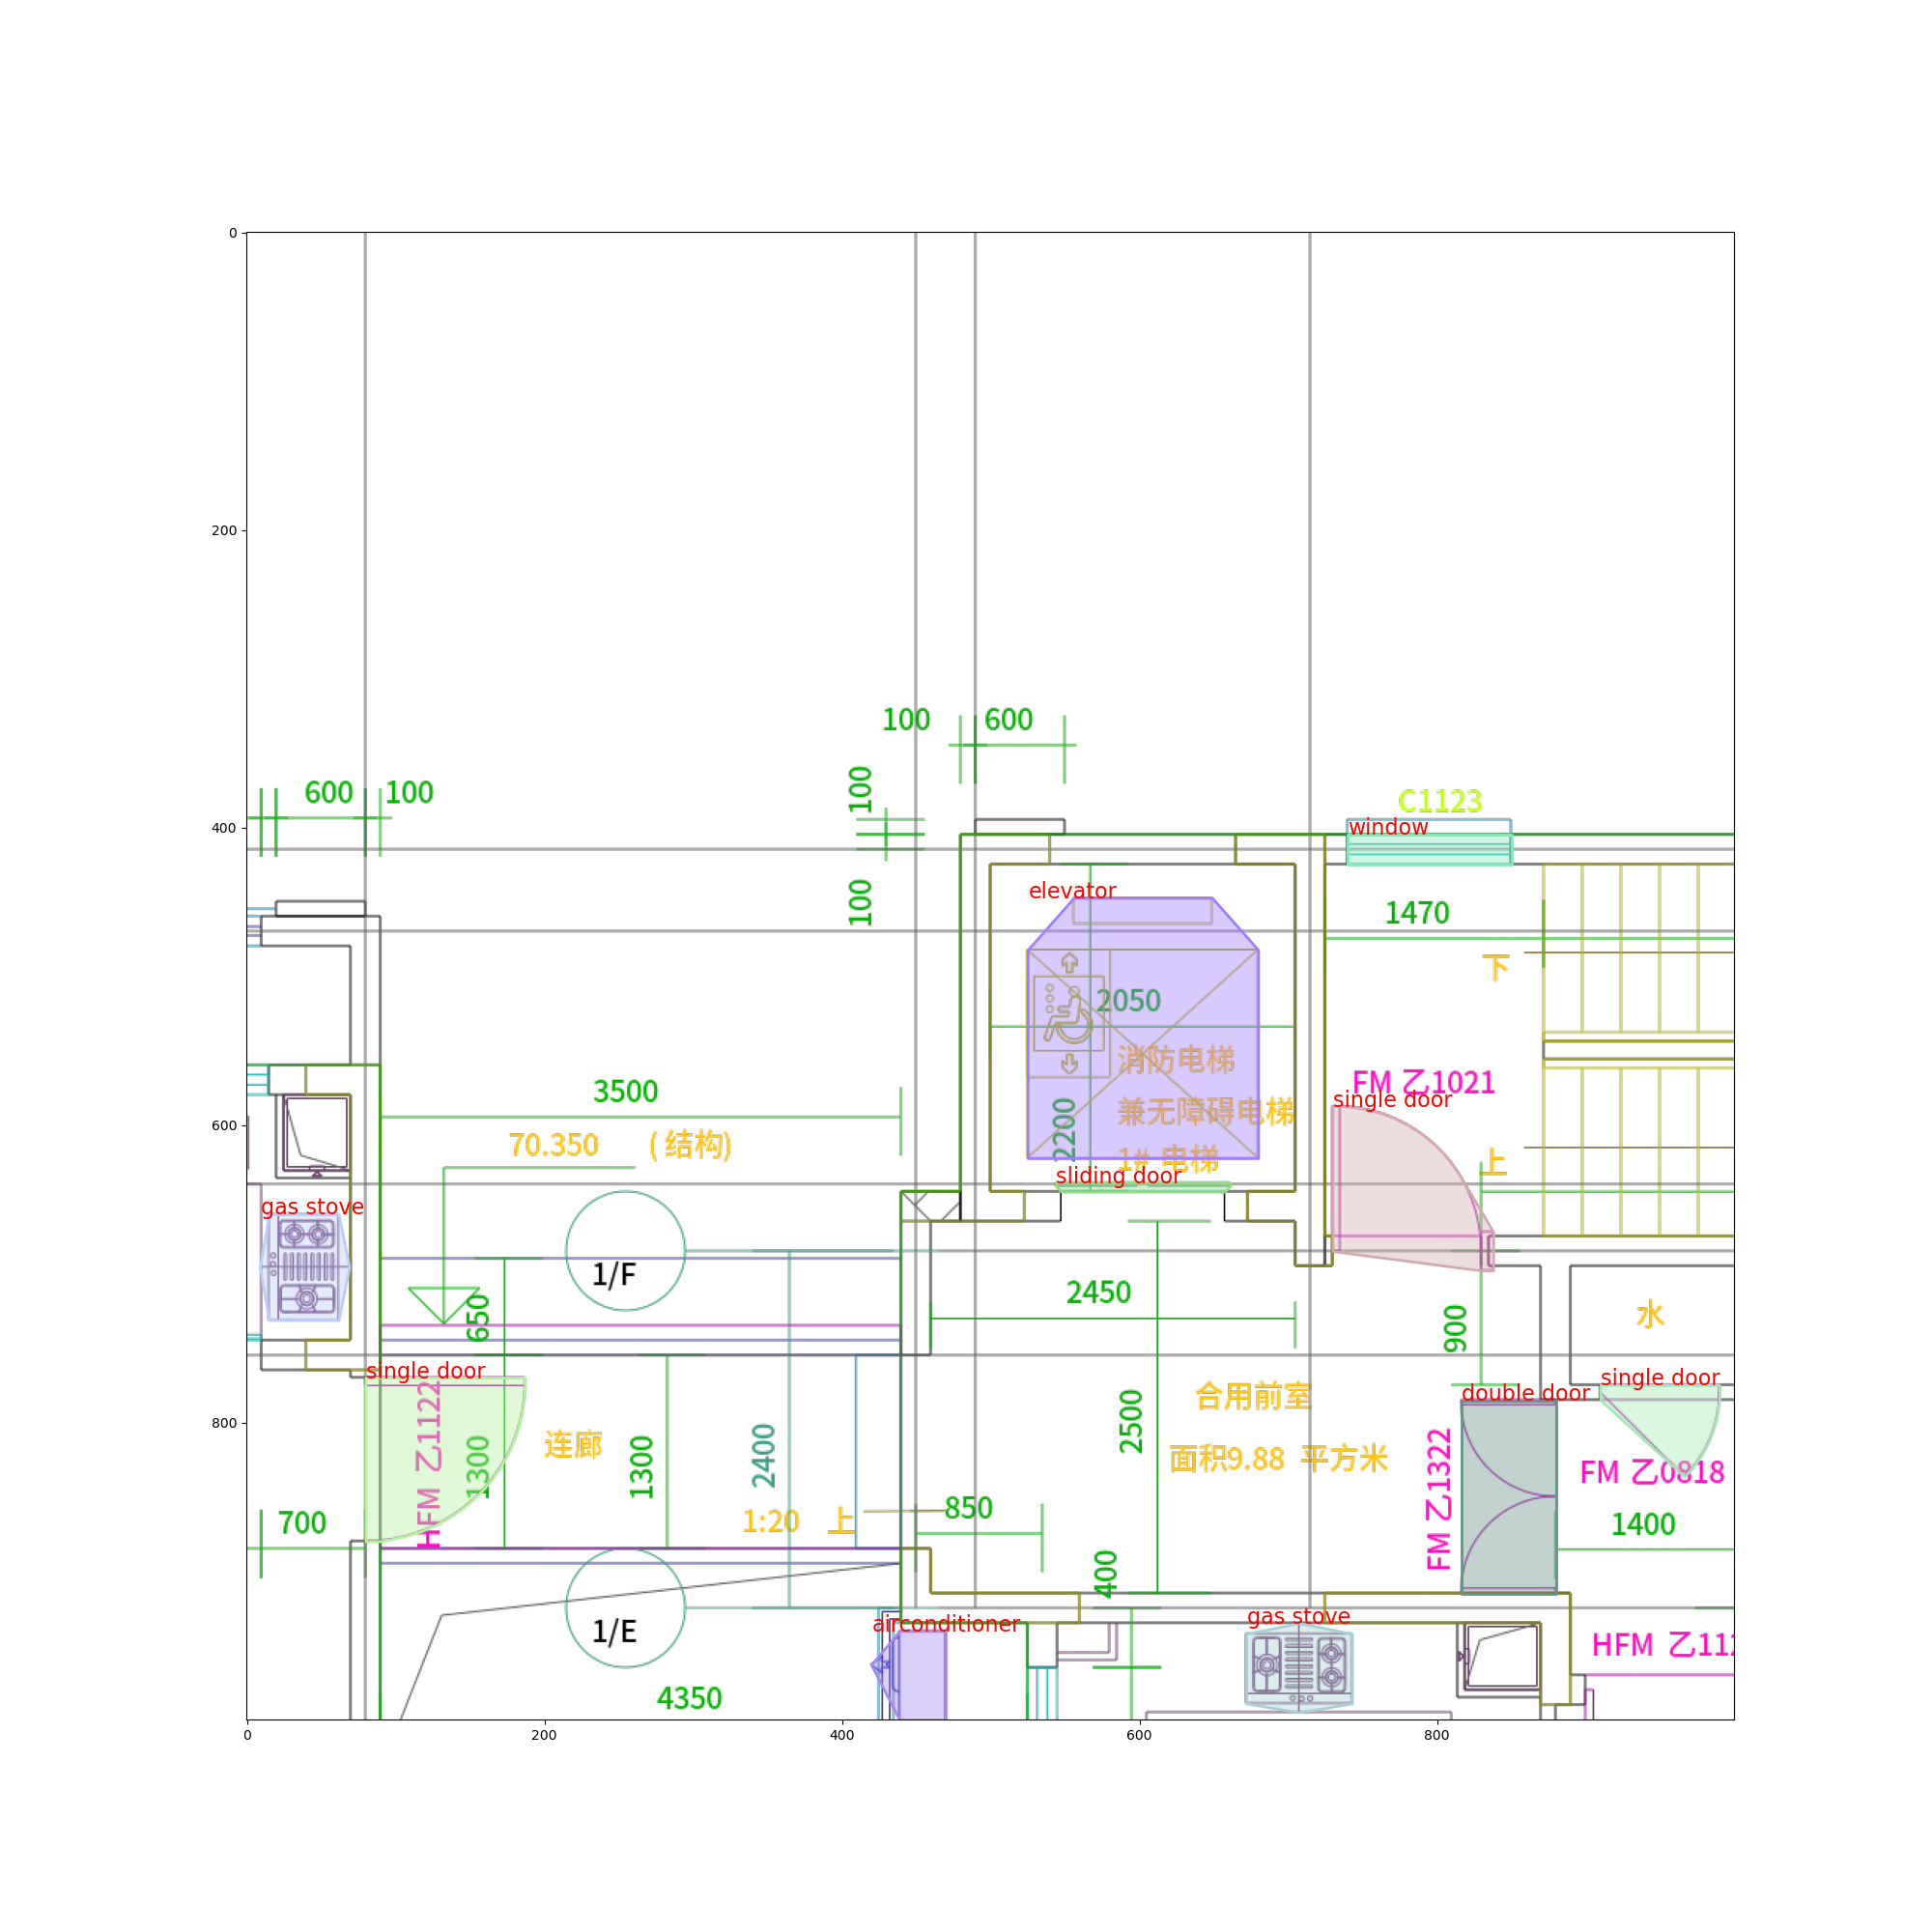 0
200
400
600
800
0
200
400
600
800
100
600
600
100
100
100
C1123
window
elevator
1470
下
2050
消防电梯
兼无障碍电梯
1# 电梯
2200
FM 乙1021
single door
上
sliding door
3500
70.350 ( 结构)
gas stove
1/F
650
2450
900
水
single door
HFM 乙1122
1300
连廊
1300
2400
1:20 上
700
合用前室
面积9.88 平方米
2500
850
400
double door
FM 乙1322
single door
FM 乙0818
1400
1/E
airconditioner
gas stove
4350
HFM 乙112